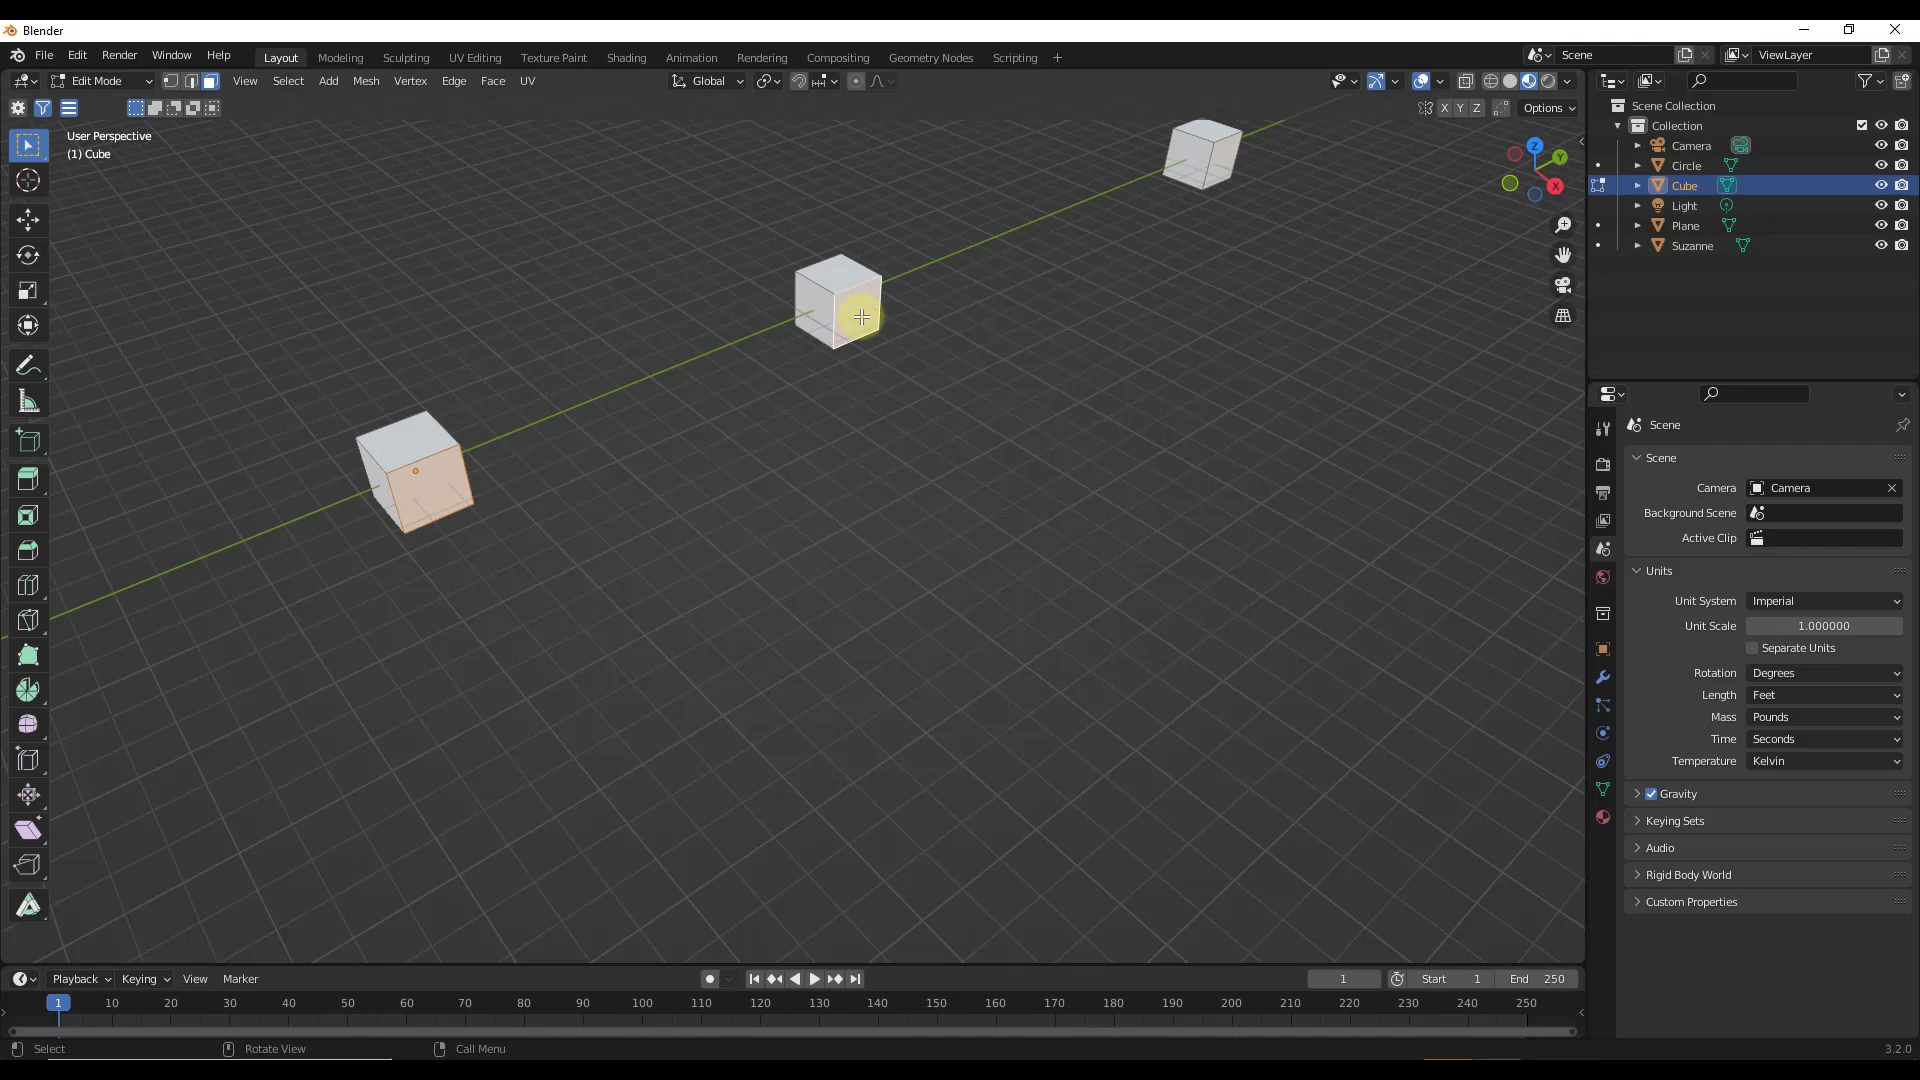 Blender
File Edit Render Window Help Layout Modeling Sculpting UV Editing Texture Paint Shading Animation Rendering Compositing Geometry Nodes Scripting + Scene ViewLayer
Edit Mode View Select Add Mesh Vertex Edge Face UV Global
X Y Z Options
User Perspective
(1) Cube
Z
Y
X
Scene Collection
Collection
Camera
Circle
Cube
Light
Plane
Suzanne
Scene
Scene
Camera Camera
Background Scene
Active Clip
Units
Unit System Imperial
Unit Scale 1.000000
Separate Units
Rotation Degrees
Length Feet
Mass Pounds
Time Seconds
Temperature Kelvin
Gravity
Keying Sets
Audio
Rigid Body World
Custom Properties
Playback Keying View Marker 1 Start 1 End 250
1 10 20 30 40 50 60 70 80 90 100 110 120 130 140 150 160 170 180 190 200 210 220 230 240 250
Select Rotate View Call Menu 3.2.0